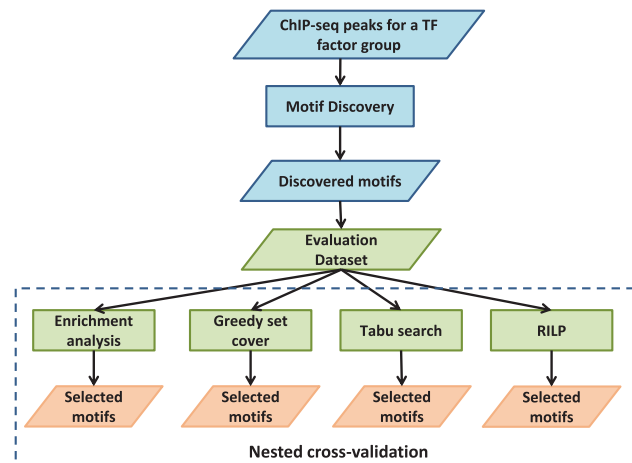 ChIP-seq peaks for a TF
factor group
Motif Discovery
Discovered motifs
Evaluation
Dataset
Enrichment
analysis
Greedy set
cover
Tabu search
RILP
Selected
motifs
Selected
motifs
Selected
motifs
Selected
motifs
Nested cross-validation